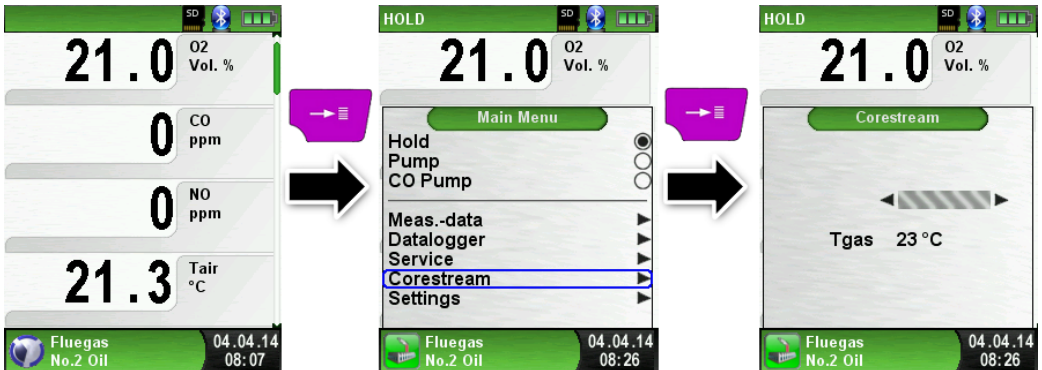 SD
21.0 O2 Vol. %
0 CO ppm
0 NO ppm
21.3 Tair °C
Fluegas 04.04.14
No.2 Oil 08:07
HOLD SD
21.0 O2 Vol. %
Main Menu
Hold
Pump
CO Pump
Meas.-data
Datalogger
Service
Corestream
Settings
Fluegas 04.04.14
No.2 Oil 08:26
HOLD SD
21.0 O2 Vol. %
Corestream
Tgas 23 °C
Fluegas 04.04.14
No.2 Oil 08:26